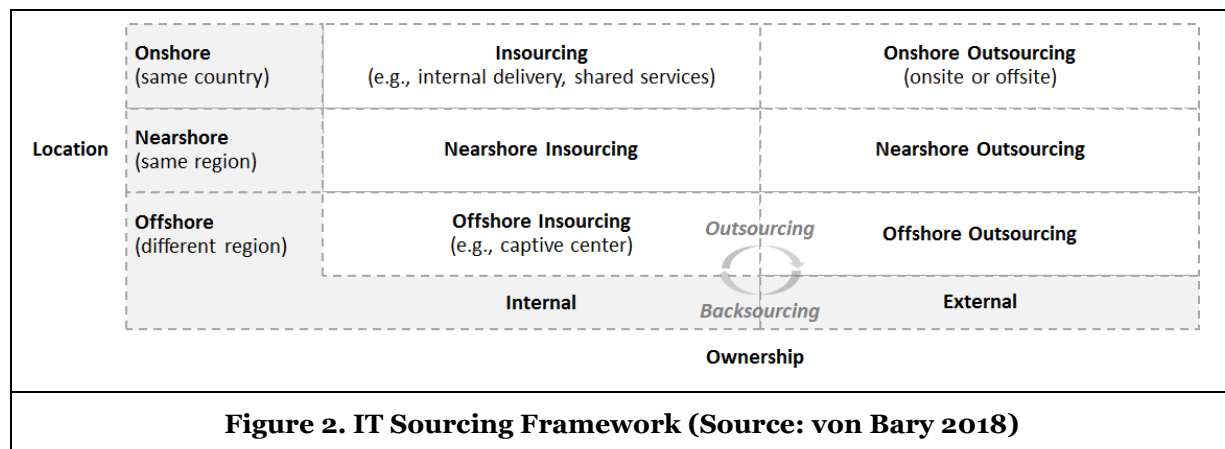 Onshore
(same country)
Insourcing
(e.g., internal delivery, shared services)
Onshore Outsourcing
(onsite or offsite)
Location
Nearshore
(same region)
Nearshore Insourcing
Nearshore Outsourcing
Offshore
(different region)
Offshore Insourcing
(e.g., captive center)
Outsourcing
Offshore Outsourcing
Internal
Backsourcing
External
Ownership
Figure 2. IT Sourcing Framework (Source: von Bary 2018)